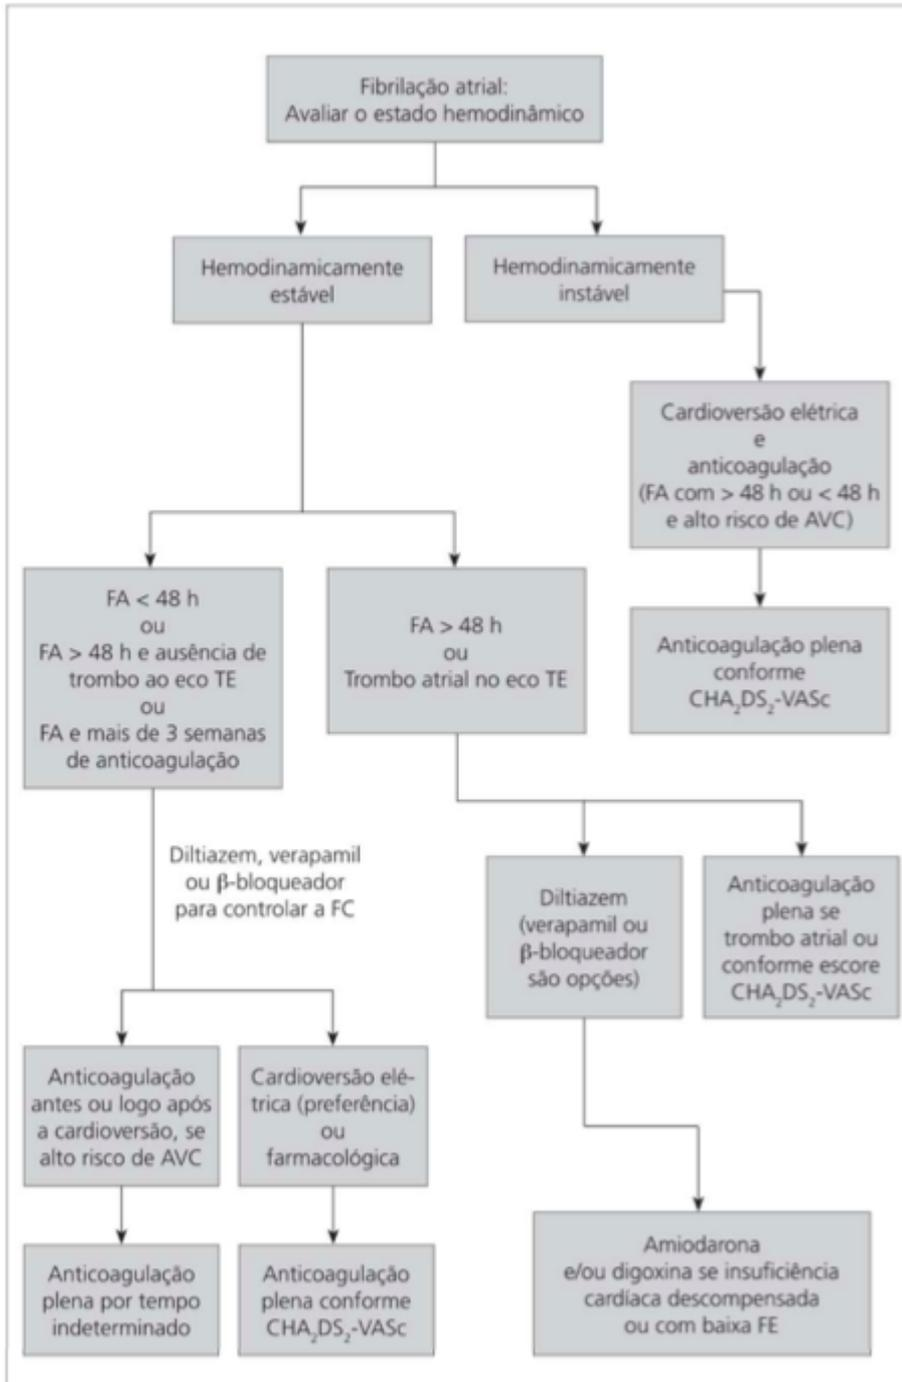 Fibrilação atrial:
Avaliar o estado hemodinâmico
Hemodinamicamente
estável
Hemodinamicamente
instável
Cardioversão elétrica
e
anticoagulação
(FA com > 48 h ou < 48 h
e alto risco de AVC)
Anticoagulação plena
conforme
CHA₂DS₂-VASc
FA < 48 h
ou
FA > 48 h e ausência de
trombo ao eco TE
ou
FA e mais de 3 semanas
de anticoagulação
FA > 48 h
ou
Trombo atrial no eco TE
Diltiazem, verapamil
ou β-bloqueador
para controlar a FC
Diltiazem
(verapamil ou
β-bloqueador
são opções)
Anticoagulação
plena se
trombo atrial ou
conforme escore
CHA₂DS₂-VASc
Anticoagulação
antes ou logo após
a cardioversão, se
alto risco de AVC
Cardioversão elé-
trica (preferência)
ou
farmacológica
Anticoagulação
plena por tempo
indeterminado
Anticoagulação
plena conforme
CHA₂DS₂-VASc
Amiodarona
e/ou digoxina se insuficiência
cardíaca descompensada
ou com baixa FE